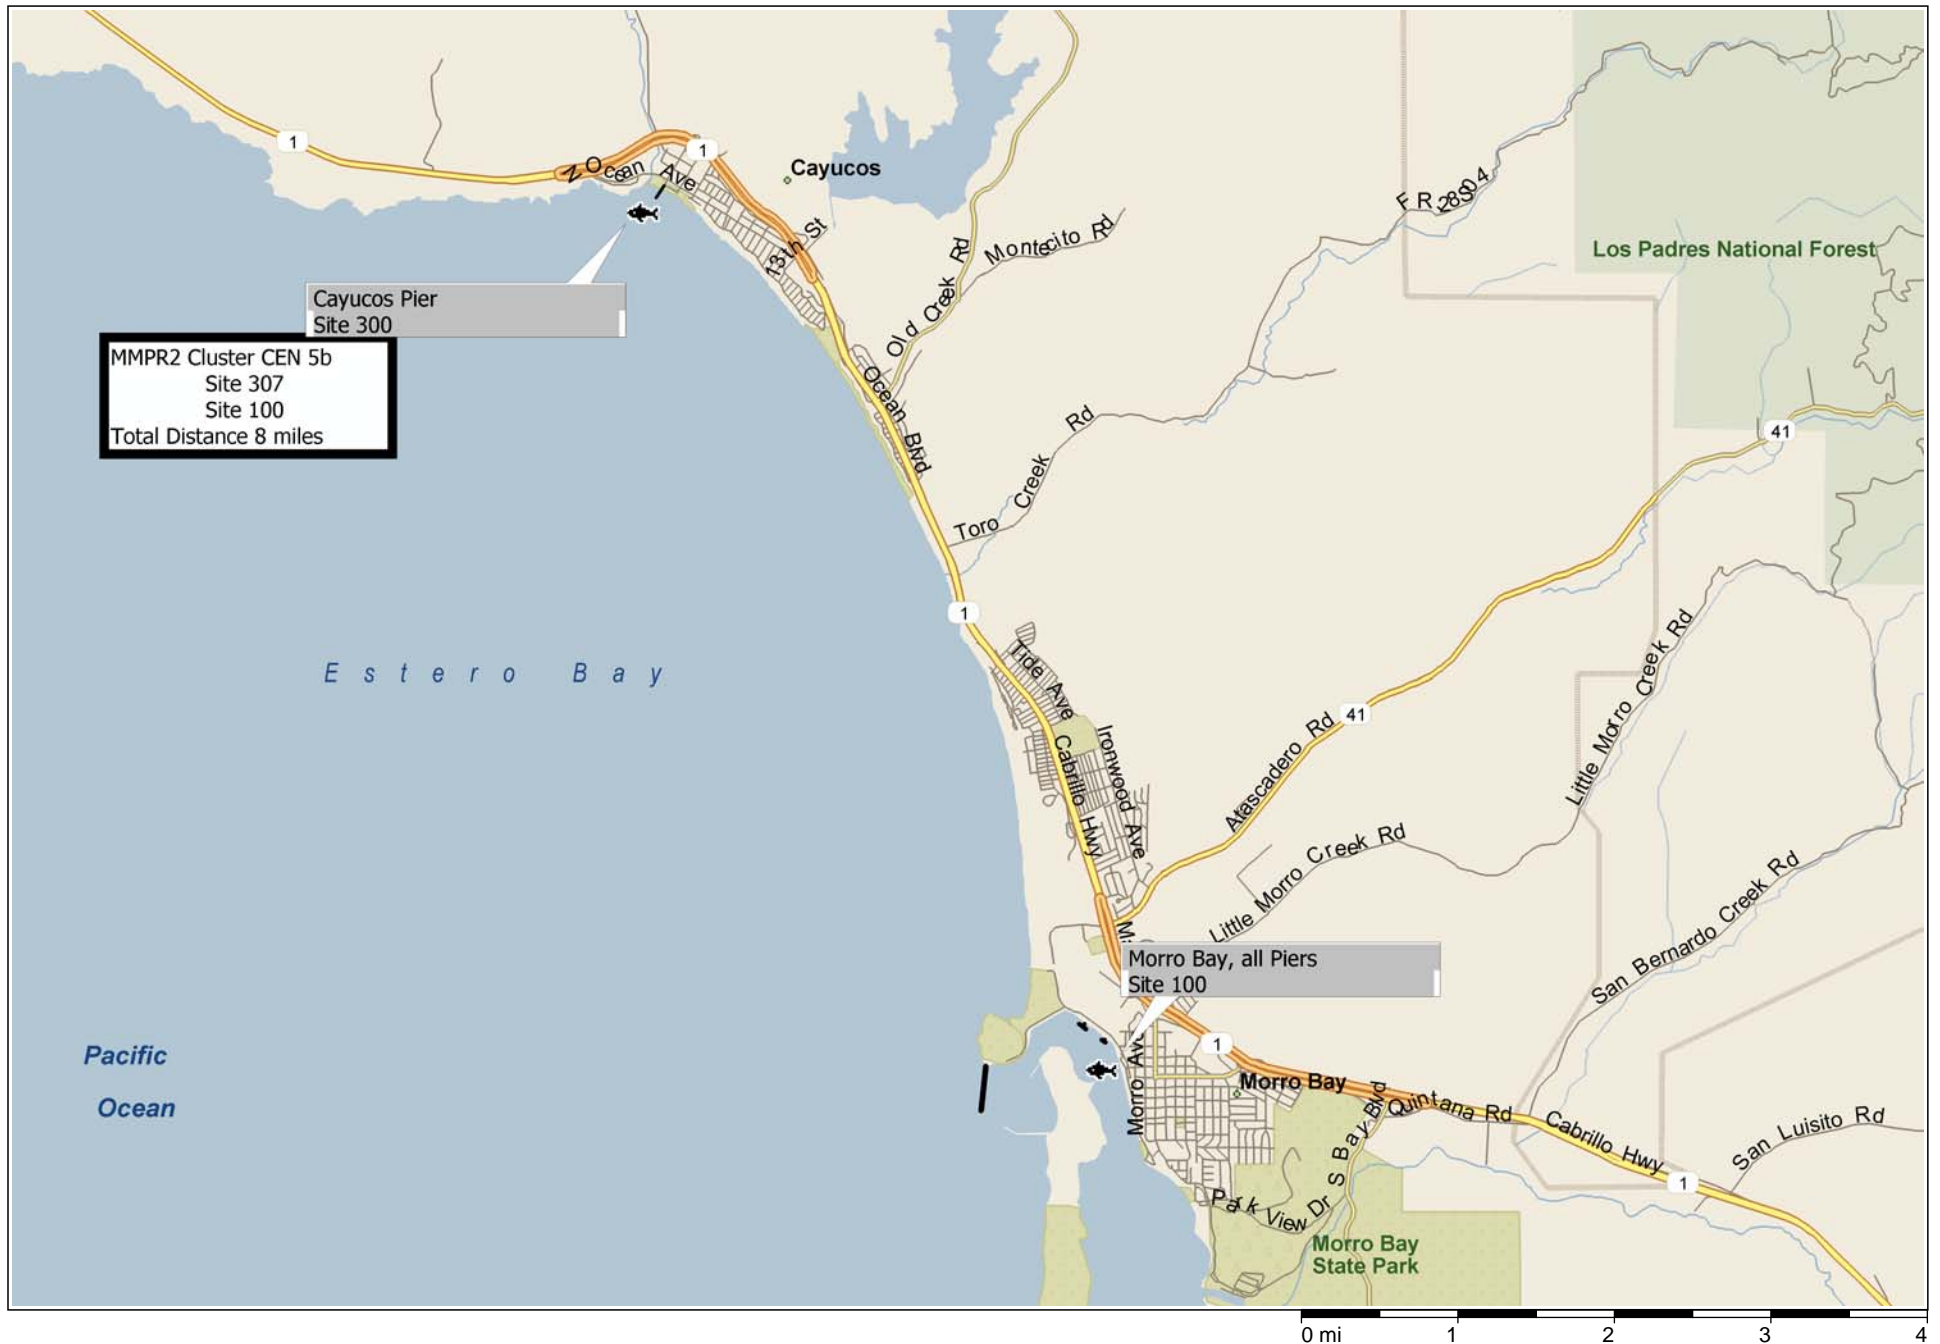 1
N Ocean Ave
1
Cayucos
13th St
Old Creek Rd
Montecito Rd
FR 28S04
Los Padres National Forest
Cayucos Pier
Site 300
MMPR2 Cluster CEN 5b
Site 307
Site 100
Total Distance 8 miles
Ocean Blvd
Toro Creek Rd
41
1
Estero Bay
Tide Ave
Cabrillo Hwy
Ironwood Ave
Atascadero Rd
41
Little Morro Creek Rd
Little Morro Creek Rd
San Bernardo Creek Rd
Morro Bay, all Piers
Site 100
Pacific
Ocean
Morro Ave
1
Morro Bay
Quintana Rd
S Bay Blvd
Cabrillo Hwy
San Luisito Rd
1
Park View Dr
Morro Bay
State Park
0 mi 1 2 3 4